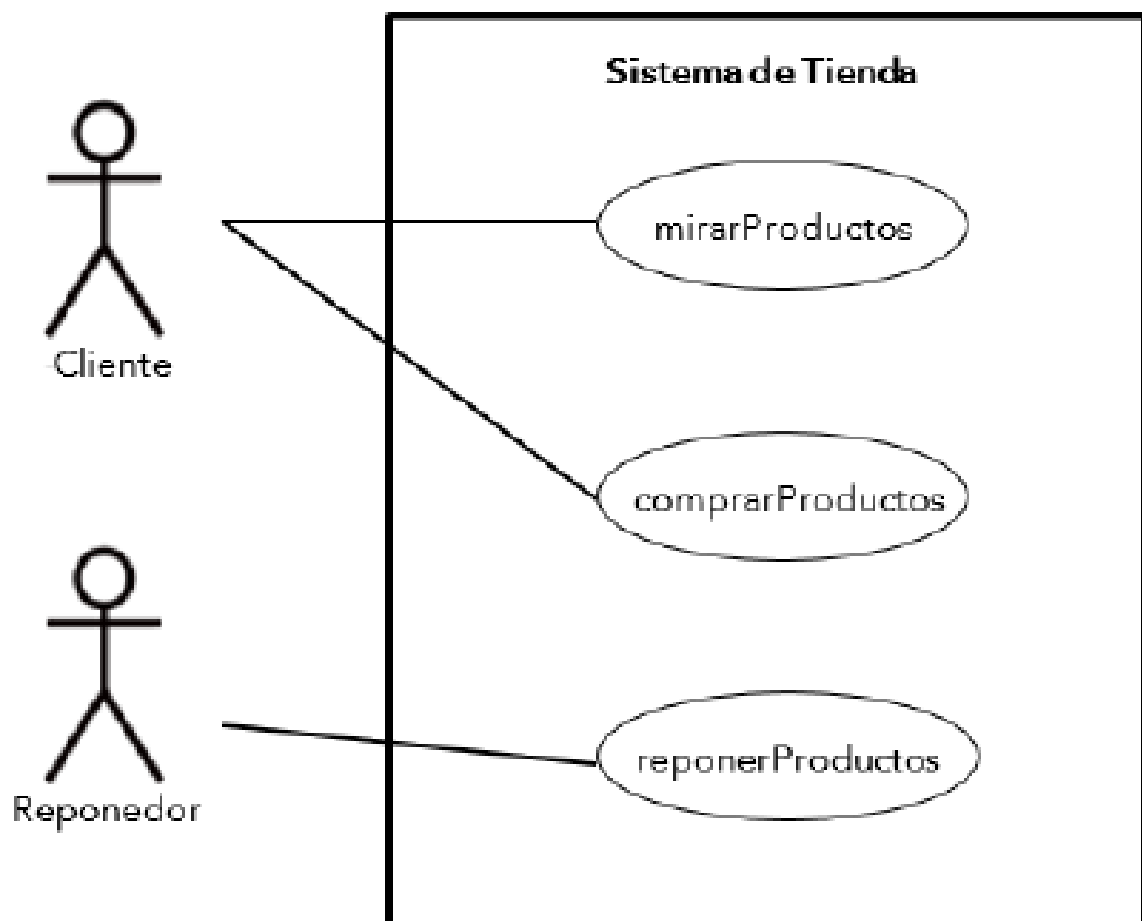 Sistema de Tienda
mirarProductos
Cliente
comprarProductos
reponerProductos
Reponedor